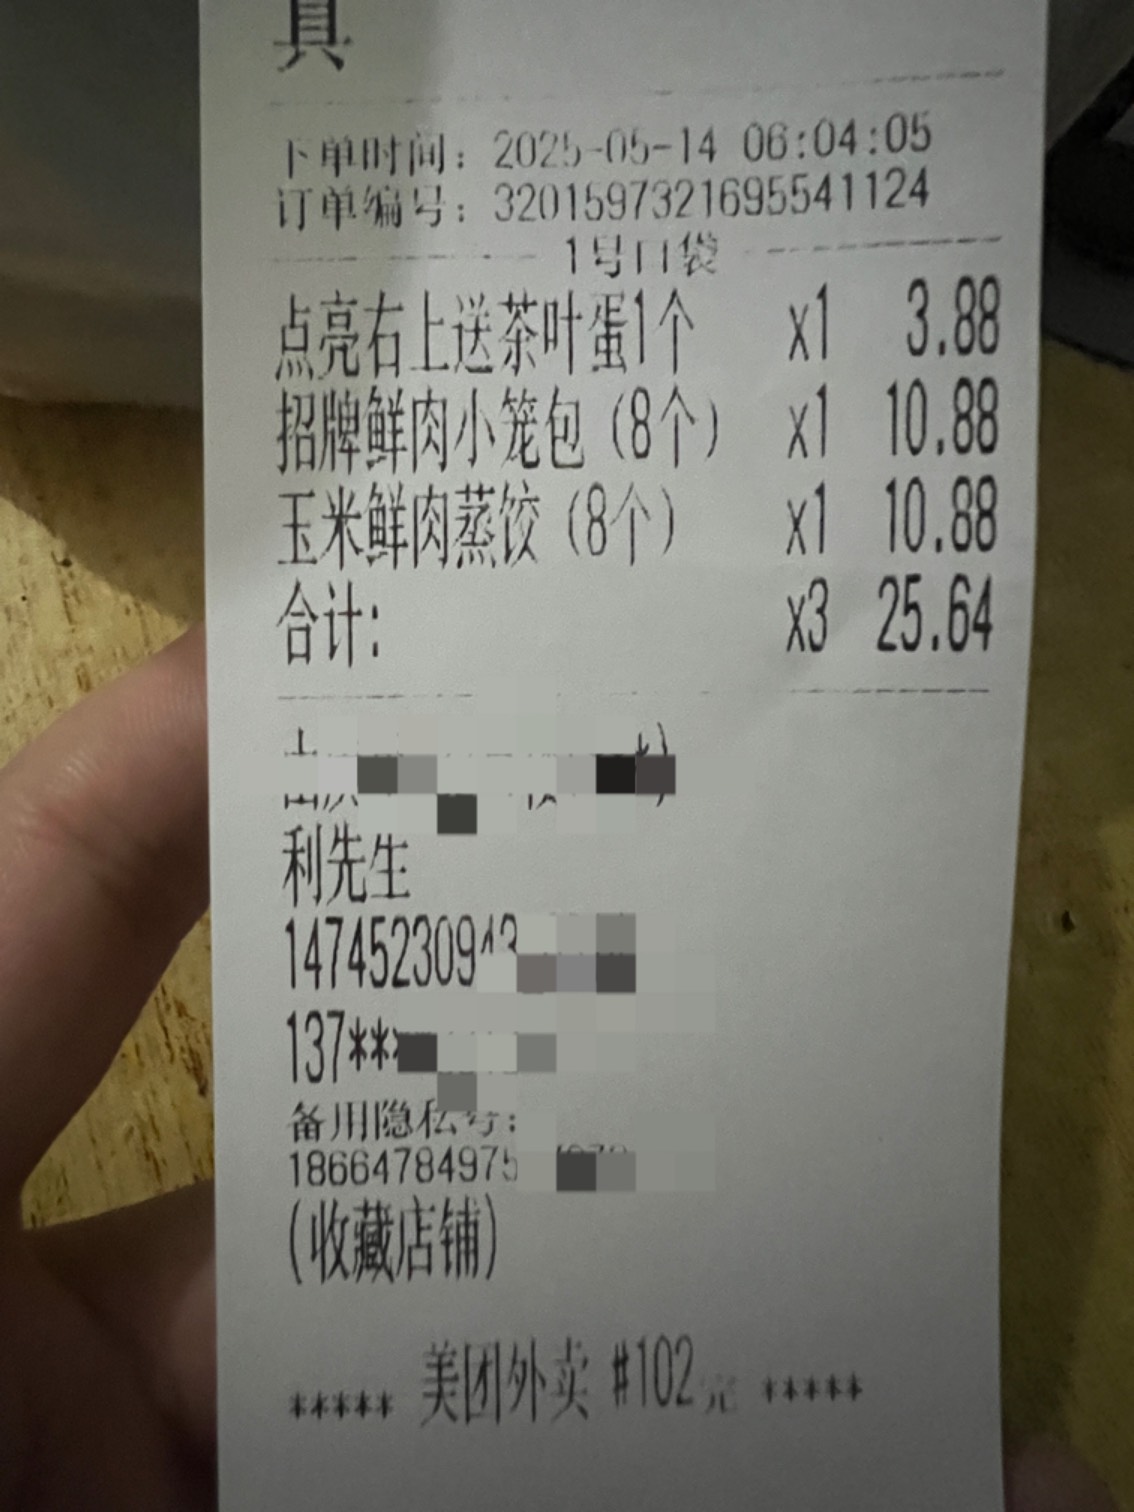 具
下单时间：2025-05-14 06:04:05
订单编号：3201597321695541124
1号口袋
点亮右上送茶叶蛋1个 x1 3.88
招牌鲜肉小笼包（8个） x1 10.88
玉米鲜肉蒸饺（8个） x1 10.88
合计: x3 25.64
利先生
14745230943
137***
备用隐私号：
18664784975
(收藏店铺)
***** 美团外卖 #102 完 *****